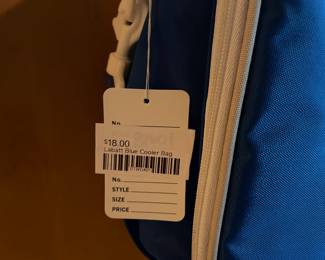 No.
$18.00
Labatt Blue Cooler Bag
No.
STYLE
SIZE
PRICE